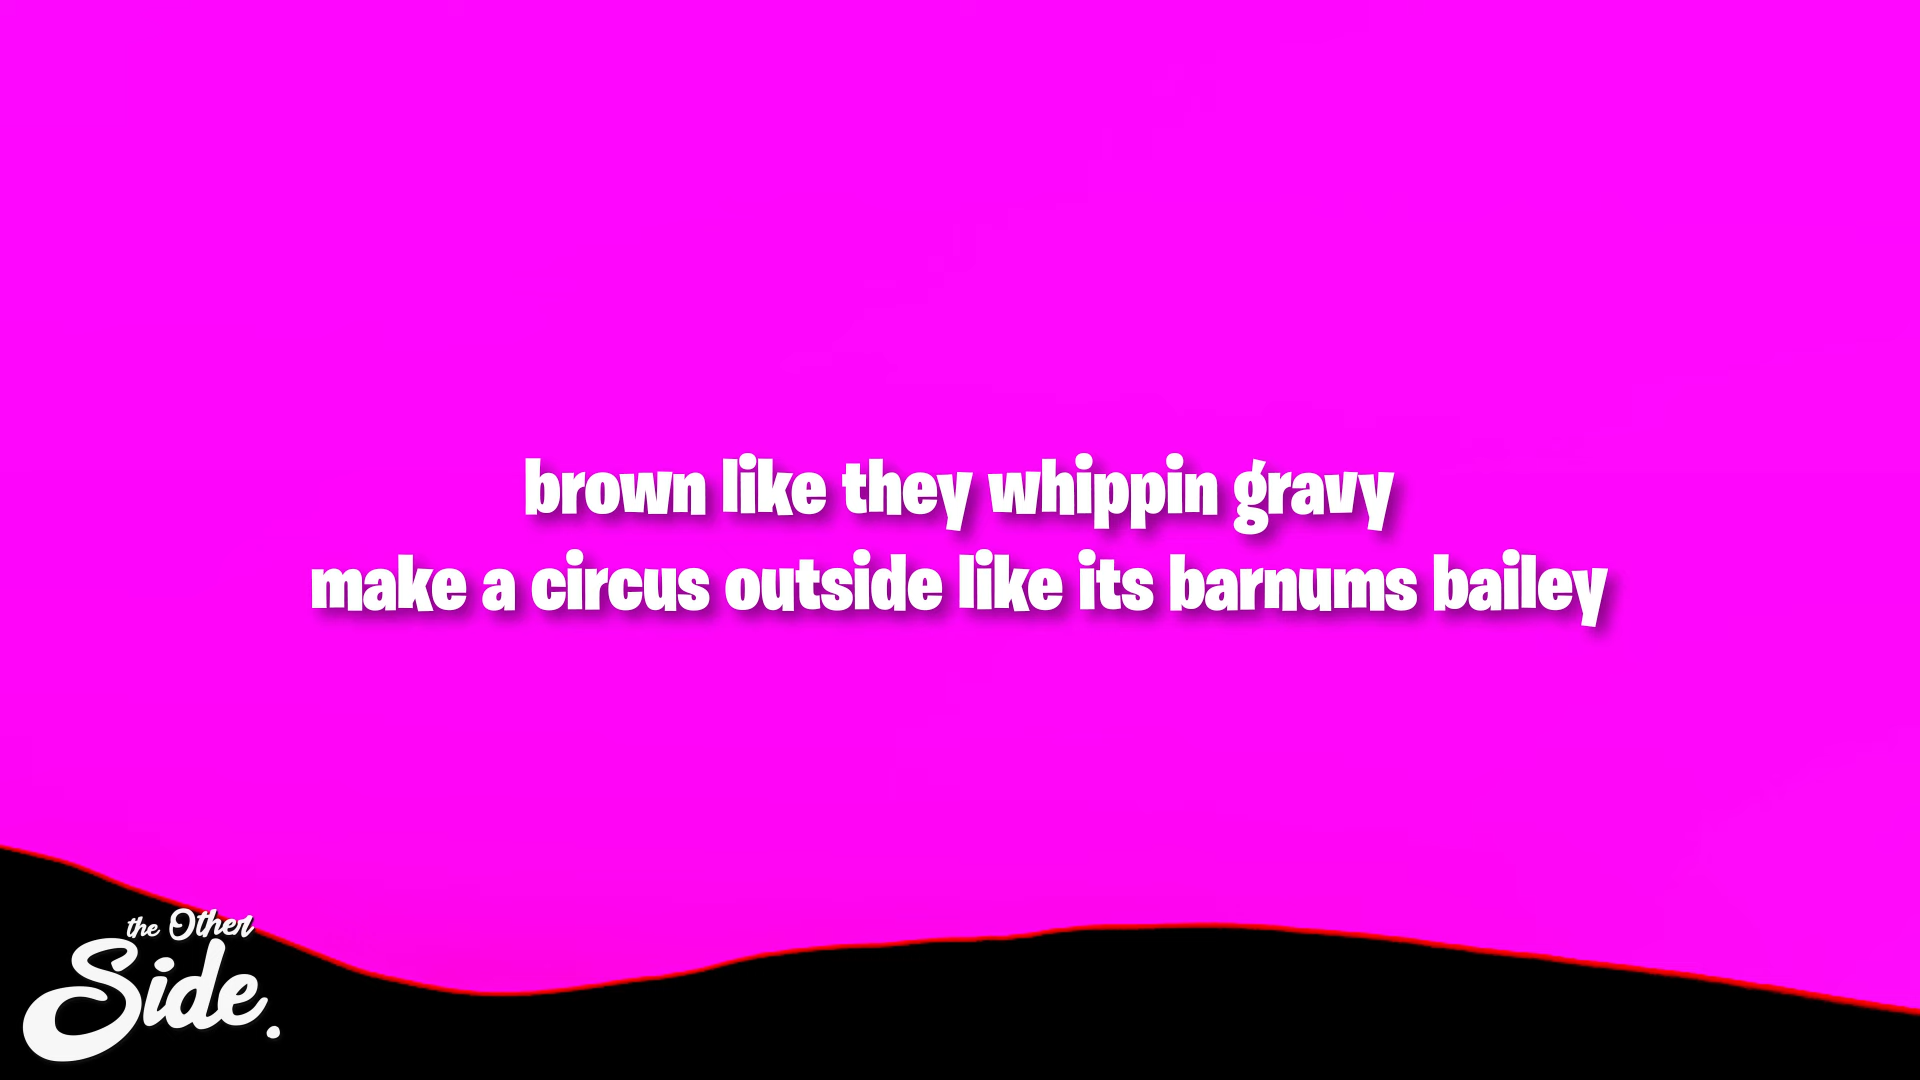 brown like they whippin gravy
make a circus outside like its barnums bailey
the Other
Side.